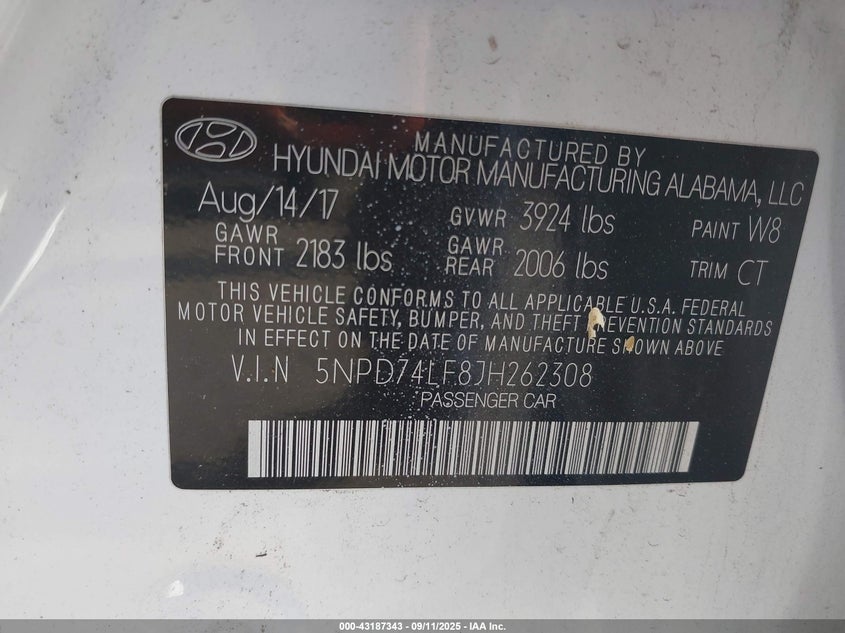 MANUFACTURED BY
HYUNDAI MOTOR MANUFACTURING ALABAMA, LLC
Aug/14/17 GVWR 3924 lbs PAINT W8
GAWR FRONT 2183 lbs GAWR REAR 2006 lbs TRIM CT
THIS VEHICLE CONFORMS TO ALL APPLICABLE U.S.A. FEDERAL
MOTOR VEHICLE SAFETY, BUMPER, AND THEFT PREVENTION STANDARDS
IN EFFECT ON THE DATE OF MANUFACTURE SHOWN ABOVE
V.I.N 5NPD74LF8JH262308
PASSENGER CAR
000-43187343 - 09/11/2025 - IAA Inc.